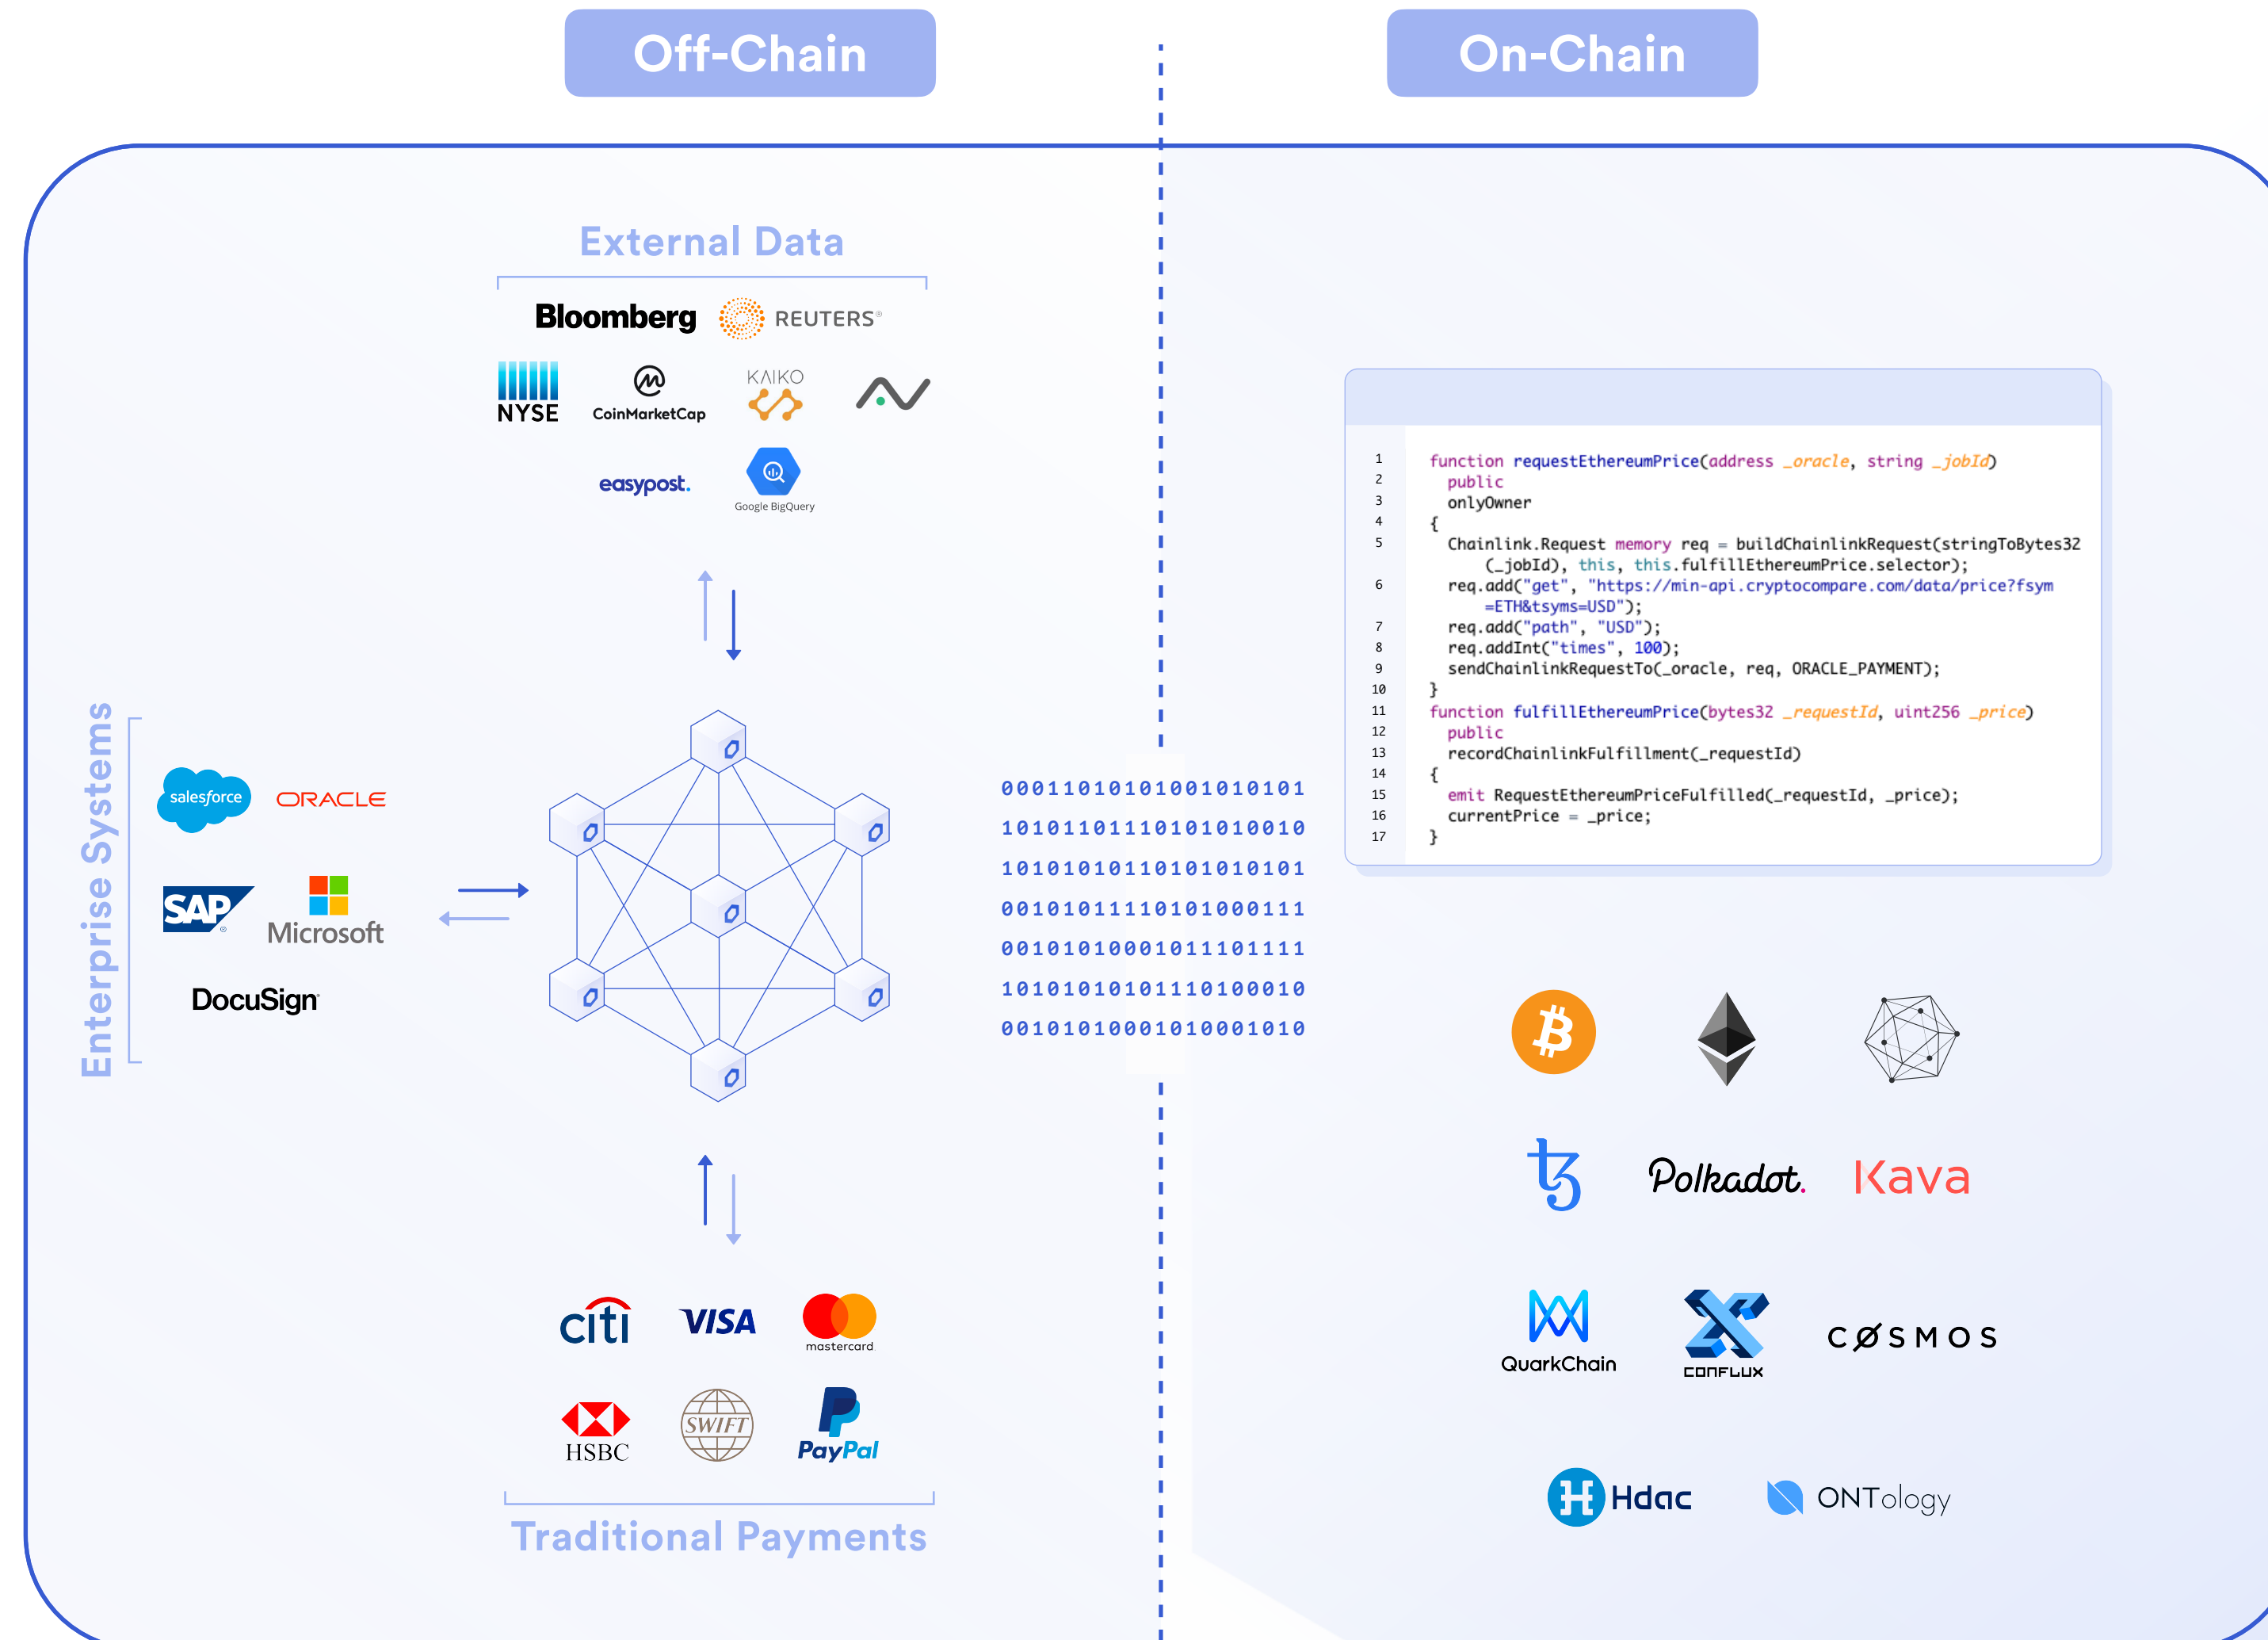 Off-Chain
On-Chain
External Data
Bloomberg
REUTERS®
NYSE
CoinMarketCap
KAIKO
easypost.
Google BigQuery
Enterprise Systems
salesforce
ORACLE
SAP®
Microsoft
DocuSign
00011010101001010101
10101101110101010010
10101010110101010101
00101011110101000111
00101010001011101111
10101010101110100010
00101010001010001010
1 function requestEthereumPrice(address _oracle, string _jobId)
2 public
3 onlyOwner
4 {
5 Chainlink.Request memory req = buildChainlinkRequest(stringToBytes32
(_jobId), this, this.fulfillEthereumPrice.selector);
6 req.add("get", "https://min-api.cryptocompare.com/data/price?fsym
=ETH&tsyms=USD");
7 req.add("path", "USD");
8 req.addInt("times", 100);
9 sendChainlinkRequestTo(_oracle, req, ORACLE_PAYMENT);
10 }
11 function fulfillEthereumPrice(bytes32 _requestId, uint256 _price)
12 public
13 recordChainlinkFulfillment(_requestId)
14 {
15 emit RequestEthereumPriceFulfilled(_requestId, _price);
16 currentPrice = _price;
17 }
citi
VISA
mastercard
HSBC
SWIFT
PayPal
Traditional Payments
Polkadot.
Kava
QuarkChain
CONFLUX
COSMOS
Hdac
ONTology